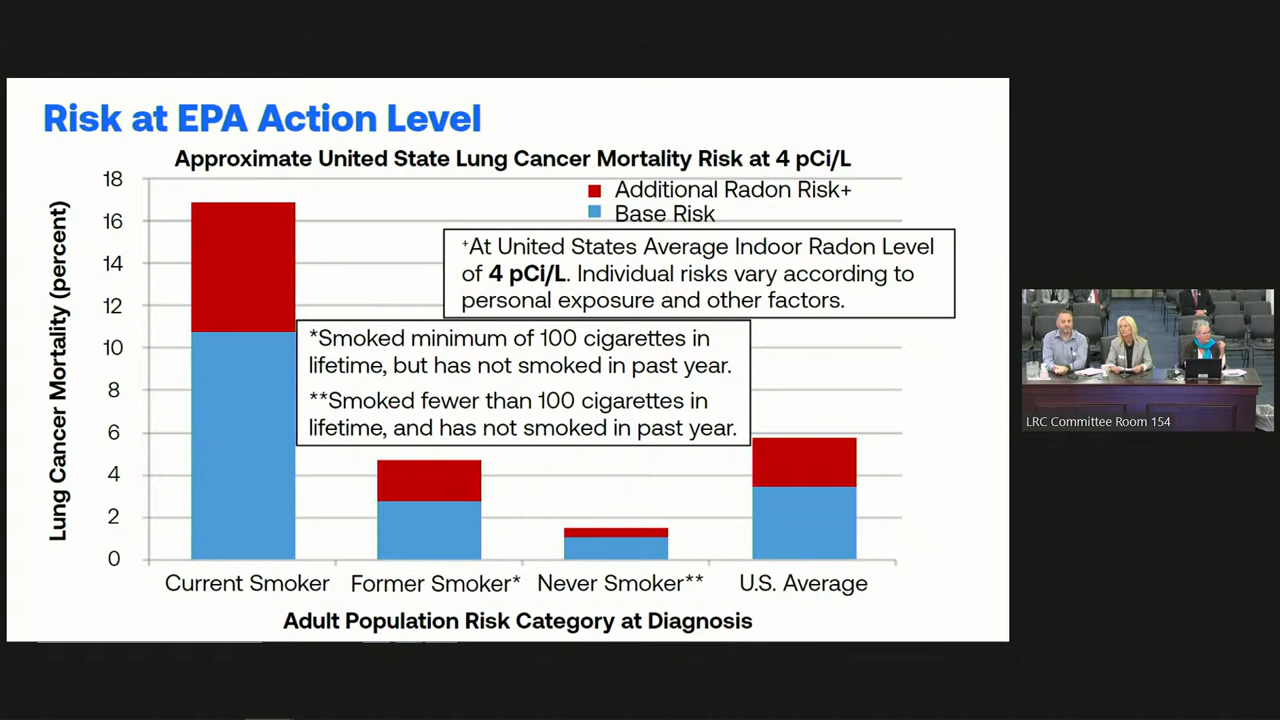 Risk at EPA Action Level
Approximate United State Lung Cancer Mortality Risk at 4 pCi/L
Lung Cancer Mortality (percent)
18
16
14
12
10
8
6
4
2
0
Additional Radon Risk+
Base Risk
+At United States Average Indoor Radon Level
of 4 pCi/L. Individual risks vary according to
personal exposure and other factors.
*Smoked minimum of 100 cigarettes in
lifetime, but has not smoked in past year.
**Smoked fewer than 100 cigarettes in
lifetime, and has not smoked in past year.
Current Smoker
Former Smoker*
Never Smoker**
U.S. Average
Adult Population Risk Category at Diagnosis
LRC Committee Room 154